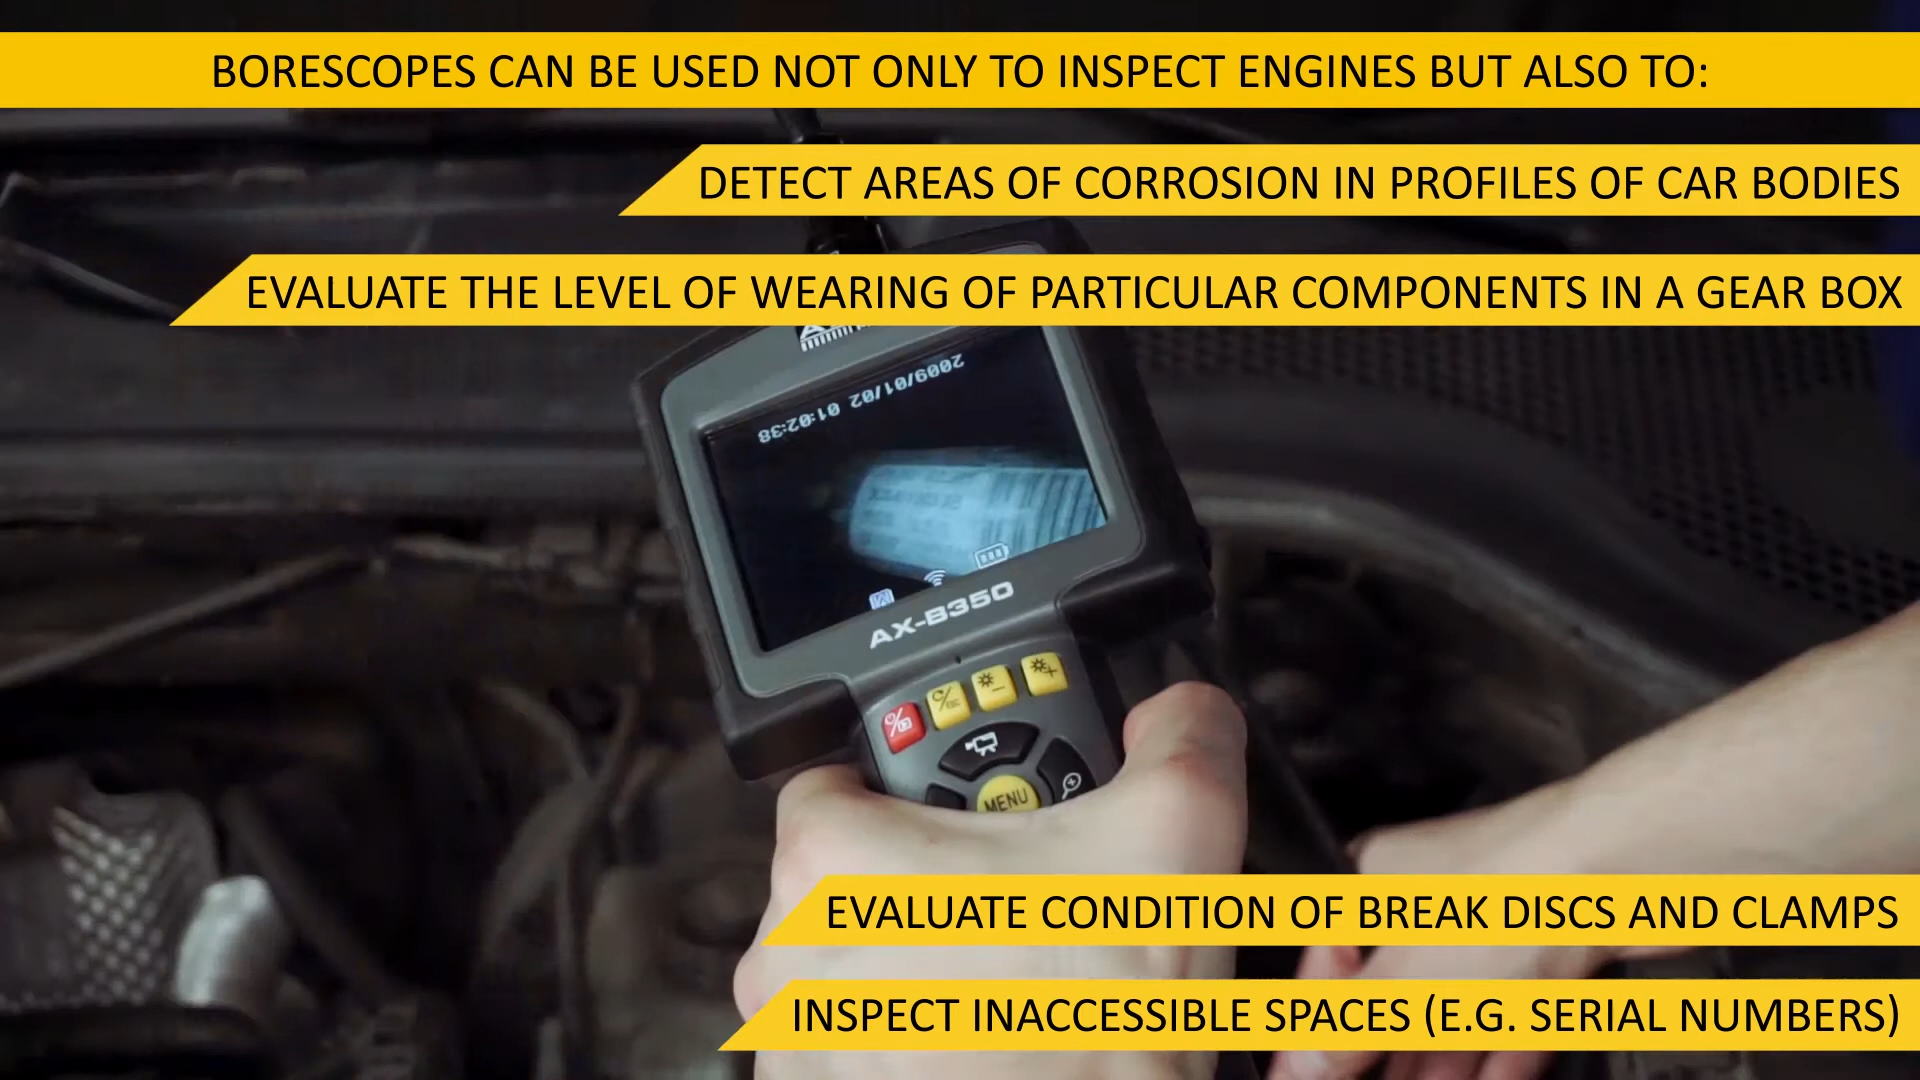 BORESCOPES CAN BE USED NOT ONLY TO INSPECT ENGINES BUT ALSO TO:
DETECT AREAS OF CORROSION IN PROFILES OF CAR BODIES
EVALUATE THE LEVEL OF WEARING OF PARTICULAR COMPONENTS IN A GEAR BOX
2009/01/02 01:02:38
AX-B350
MENU
EVALUATE CONDITION OF BREAK DISCS AND CLAMPS
INSPECT INACCESSIBLE SPACES (E.G. SERIAL NUMBERS)